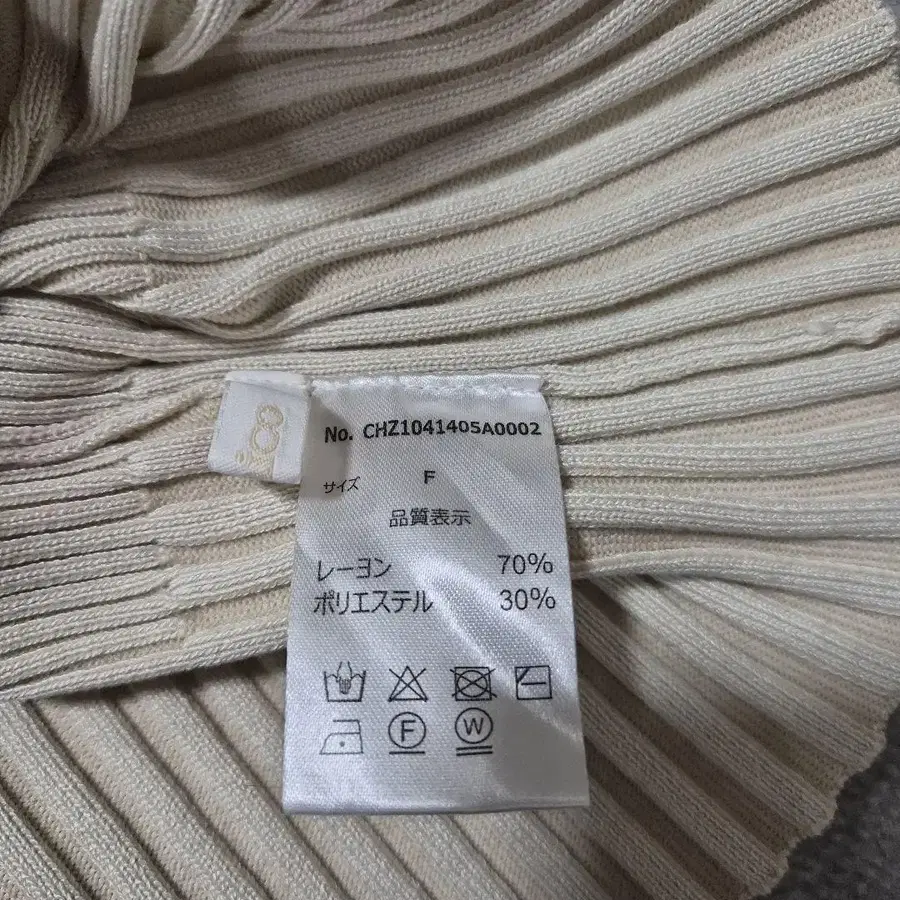 No. CHZ1041405A0002
サイズ F
品質表示
レーヨン 70%
ポリエステル 30%
F W